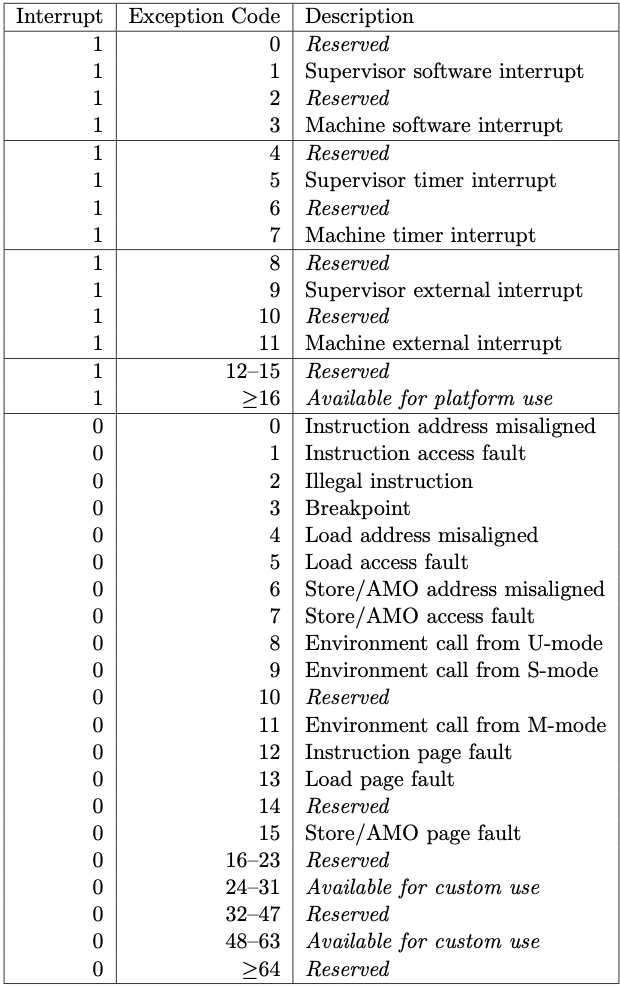 Interrupt Exception Code Description
1 0 Reserved
1 1 Supervisor software interrupt
1 2 Reserved
1 3 Machine software interrupt
1 4 Reserved
1 5 Supervisor timer interrupt
1 6 Reserved
1 7 Machine timer interrupt
1 8 Reserved
1 9 Supervisor external interrupt
1 10 Reserved
1 11 Machine external interrupt
1 12–15 Reserved
1 ≥16 Available for platform use
0 0 Instruction address misaligned
0 1 Instruction access fault
0 2 Illegal instruction
0 3 Breakpoint
0 4 Load address misaligned
0 5 Load access fault
0 6 Store/AMO address misaligned
0 7 Store/AMO access fault
0 8 Environment call from U-mode
0 9 Environment call from S-mode
0 10 Reserved
0 11 Environment call from M-mode
0 12 Instruction page fault
0 13 Load page fault
0 14 Reserved
0 15 Store/AMO page fault
0 16–23 Reserved
0 24–31 Available for custom use
0 32–47 Reserved
0 48–63 Available for custom use
0 ≥64 Reserved